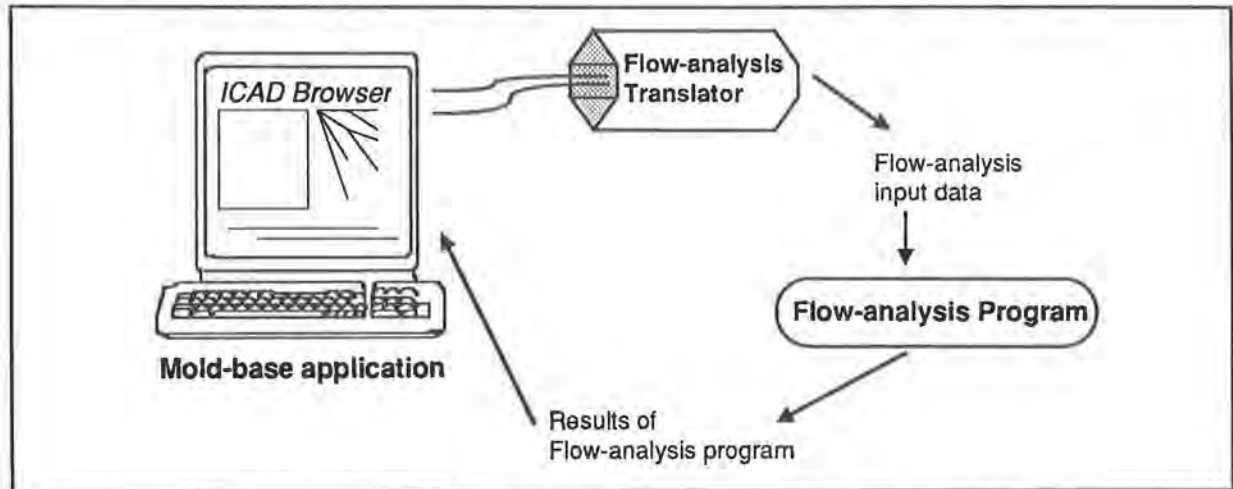 ICAD Browser
Flow-analysis
Translator
Flow-analysis
input data
Flow-analysis Program
Mold-base application
Results of
Flow-analysis program